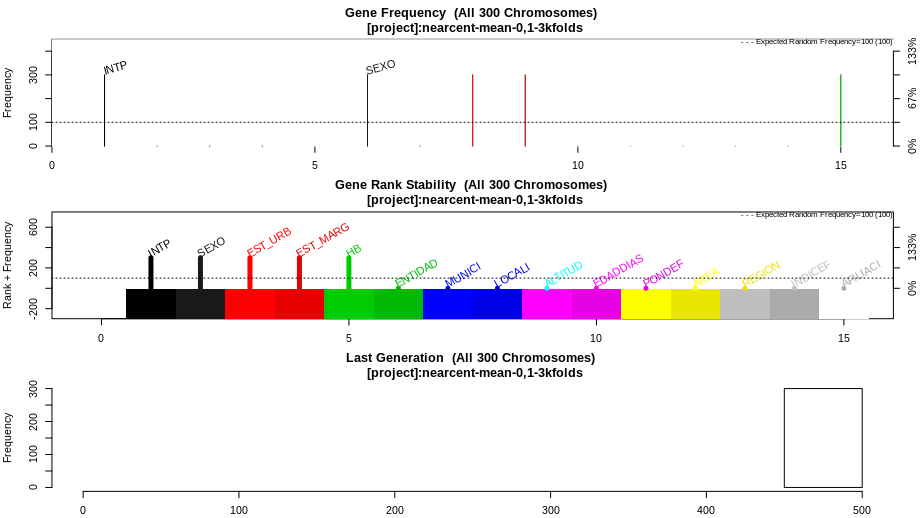 Gene Frequency (All 300 Chromosomes)
[project]:nearcent-mean-0,1-3kfolds
Expected Random Frequency=100 (100)
INTP
SEXO
Frequency
0 100 300
0% 67% 133%
0 5 10 15
Gene Rank Stability (All 300 Chromosomes)
[project]:nearcent-mean-0,1-3kfolds
Expected Random Frequency=100 (100)
INTP
SEXO
EST_URB
EST_MARG
HB
ENTIDAD
MUNICI
LOCALI
ALTITUD
EDADDIAS
PONDEF
REGION
INDICEF
Rank + Frequency
-200 200 600
0% 133%
0 5 10 15
Last Generation (All 300 Chromosomes)
[project]:nearcent-mean-0,1-3kfolds
Frequency
0 100 200 300
0 100 200 300 400 500